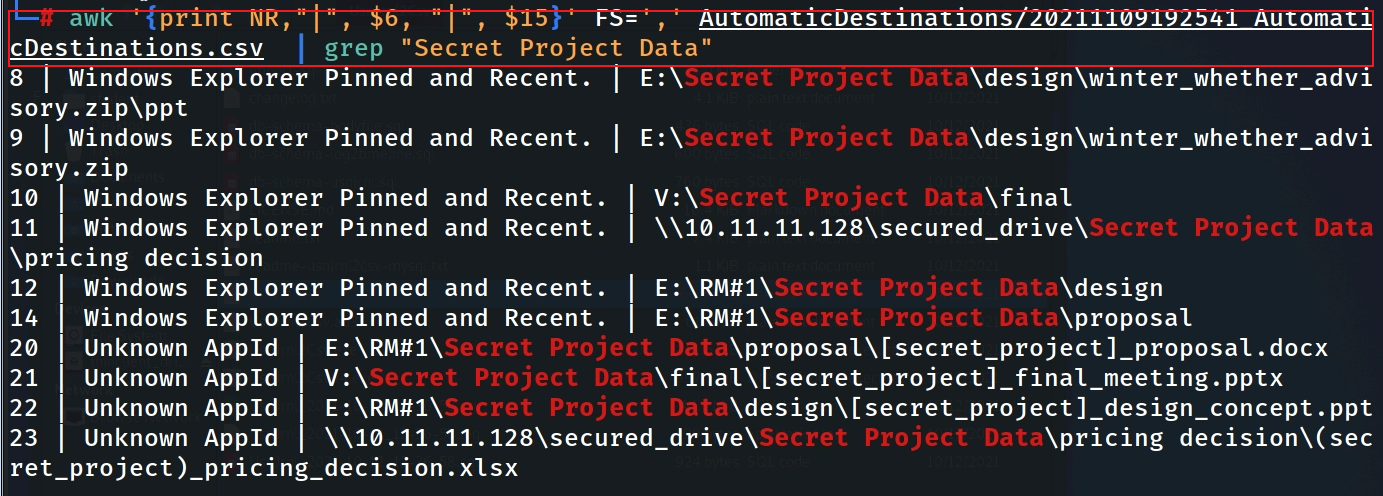 └─# awk '{print NR,"|", $6, "|", $15}' FS=',' AutomaticDestinations/20211109192541_Automati
cDestinations.csv | grep "Secret Project Data"
8 | Windows Explorer Pinned and Recent. | E:\Secret Project Data\design\winter_whether_advi
sory.zip\ppt
9 | Windows Explorer Pinned and Recent. | E:\Secret Project Data\design\winter_whether_advi
sory.zip
10 | Windows Explorer Pinned and Recent. | V:\Secret Project Data\final
11 | Windows Explorer Pinned and Recent. | \\10.11.11.128\secured_drive\Secret Project Data
\pricing decision
12 | Windows Explorer Pinned and Recent. | E:\RM#1\Secret Project Data\design
14 | Windows Explorer Pinned and Recent. | E:\RM#1\Secret Project Data\proposal
20 | Unknown AppId | E:\RM#1\Secret Project Data\proposal\[secret_project]_proposal.docx
21 | Unknown AppId | V:\Secret Project Data\final\[secret_project]_final_meeting.pptx
22 | Unknown AppId | E:\RM#1\Secret Project Data\design\[secret_project]_design_concept.ppt
23 | Unknown AppId | \\10.11.11.128\secured_drive\Secret Project Data\pricing decision\(sec
ret_project)_pricing_decision.xlsx